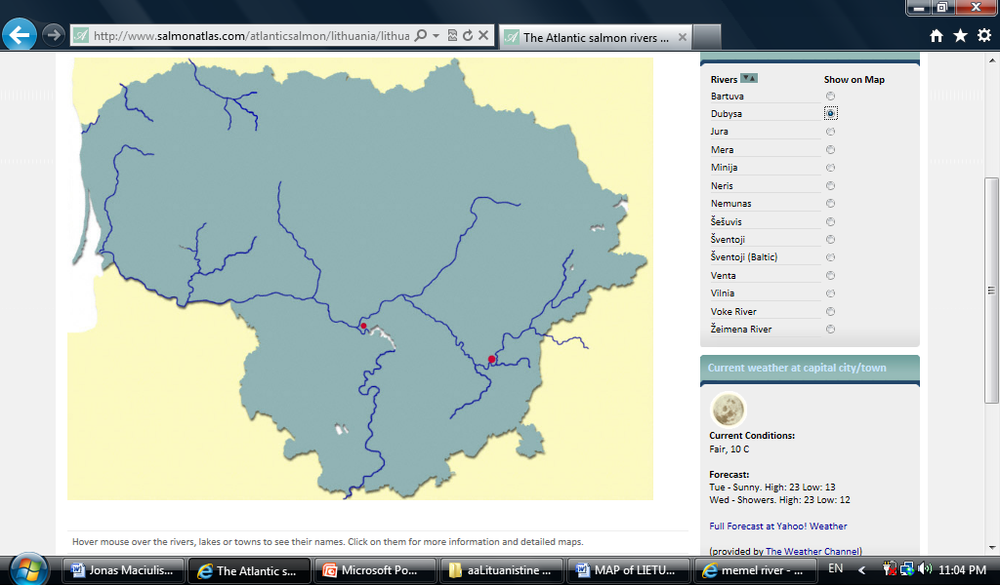 http://www.salmonatlas.com/atlanticsalmon/lithuania/lithua
The Atlantic salmon rivers ...
Rivers Show on Map
Bartuva
Dubysa
Jura
Mera
Minija
Neris
Nemunas
Šešuvis
Šventoji
Šventoji (Baltic)
Venta
Vilnia
Voke River
Žeimena River
Current weather at capital city/town
Current Conditions:
Fair, 10 C
Forecast:
Tue - Sunny. High: 23 Low: 13
Wed - Showers. High: 23 Low: 12
Full Forecast at Yahoo! Weather
(provided by The Weather Channel)
Hover mouse over the rivers, lakes or towns to see their names. Click on them for more information and detailed maps.
Jonas Maciulis... The Atlantic s... Microsoft Po... aaLituanistine ... MAP of LIETU... memel river - ... EN 11:04 PM